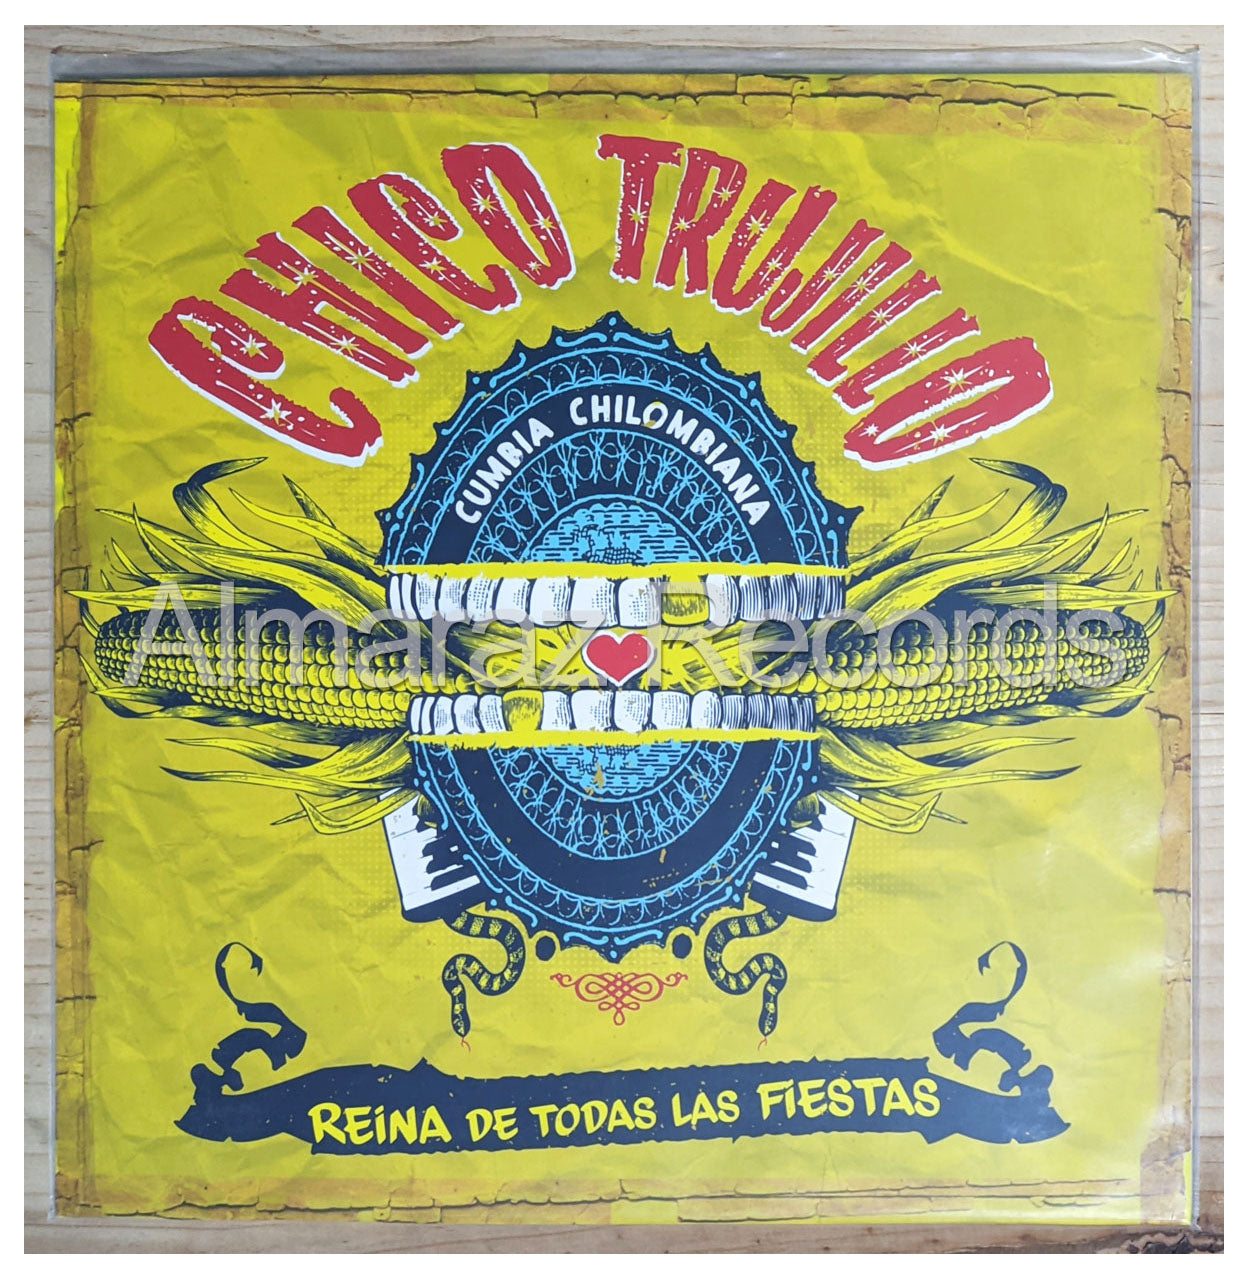 CHICO TRUJILLO
CUMBIA CHILOMBIANA
Almaraz Records
REINA DE TODAS LAS FIESTAS